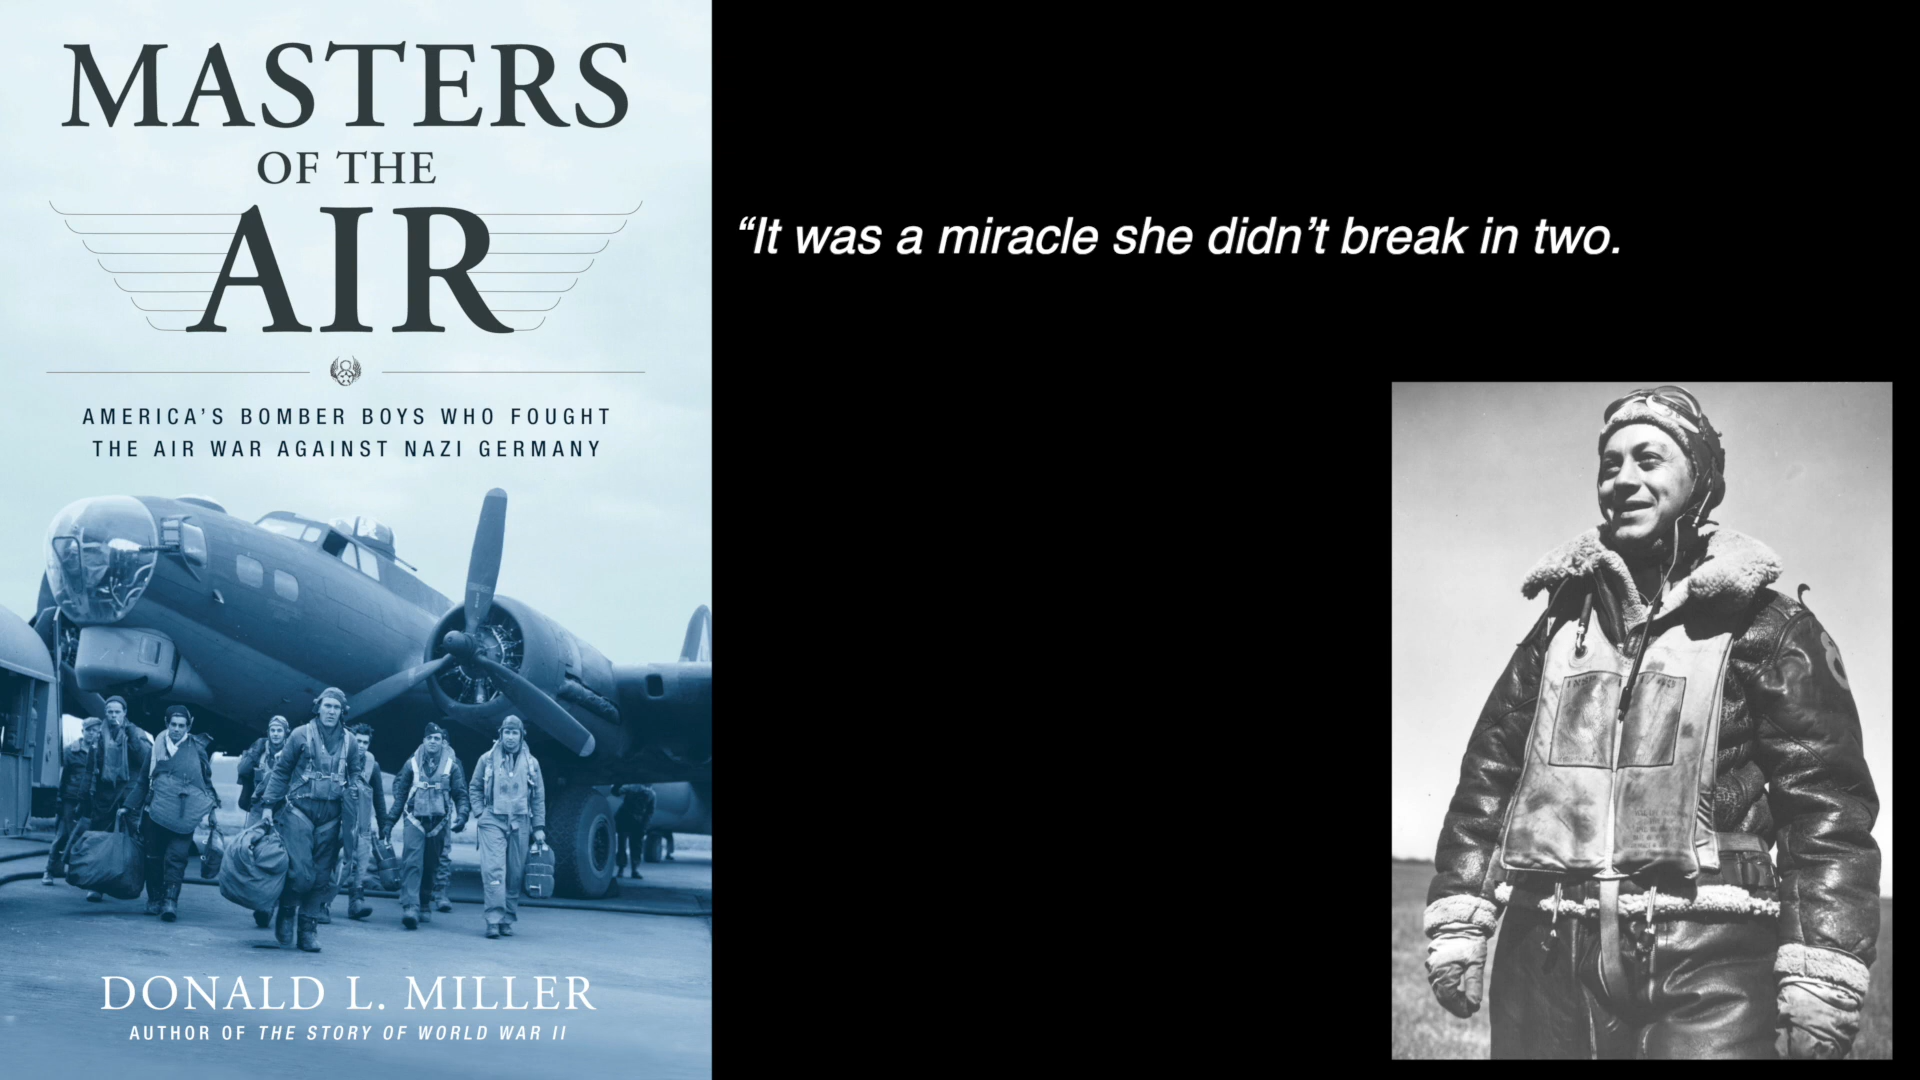 MASTERS
OF THE
AIR
AMERICA'S BOMBER BOYS WHO FOUGHT
THE AIR WAR AGAINST NAZI GERMANY
DONALD L. MILLER
AUTHOR OF THE STORY OF WORLD WAR II
“It was a miracle she didn’t break in two.